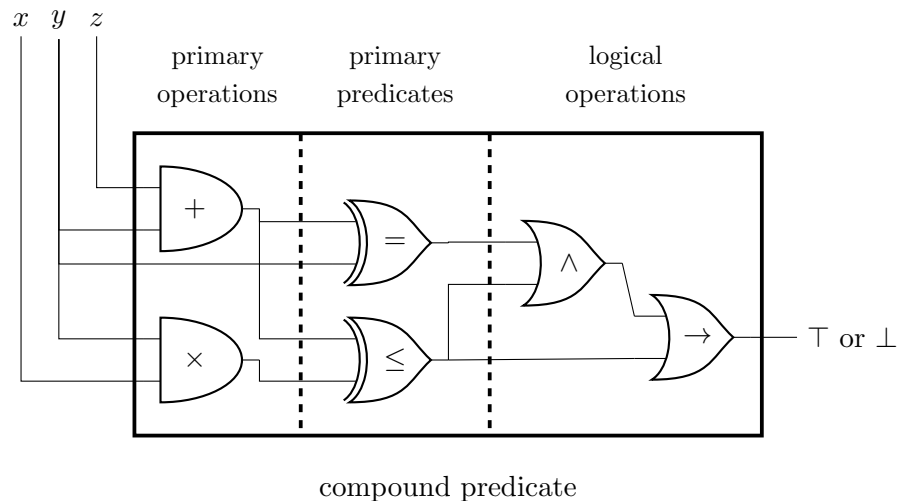 x y z
primary operations
primary predicates
logical operations
+
=
∧
→
⊤ or ⊥
×
≤
compound predicate